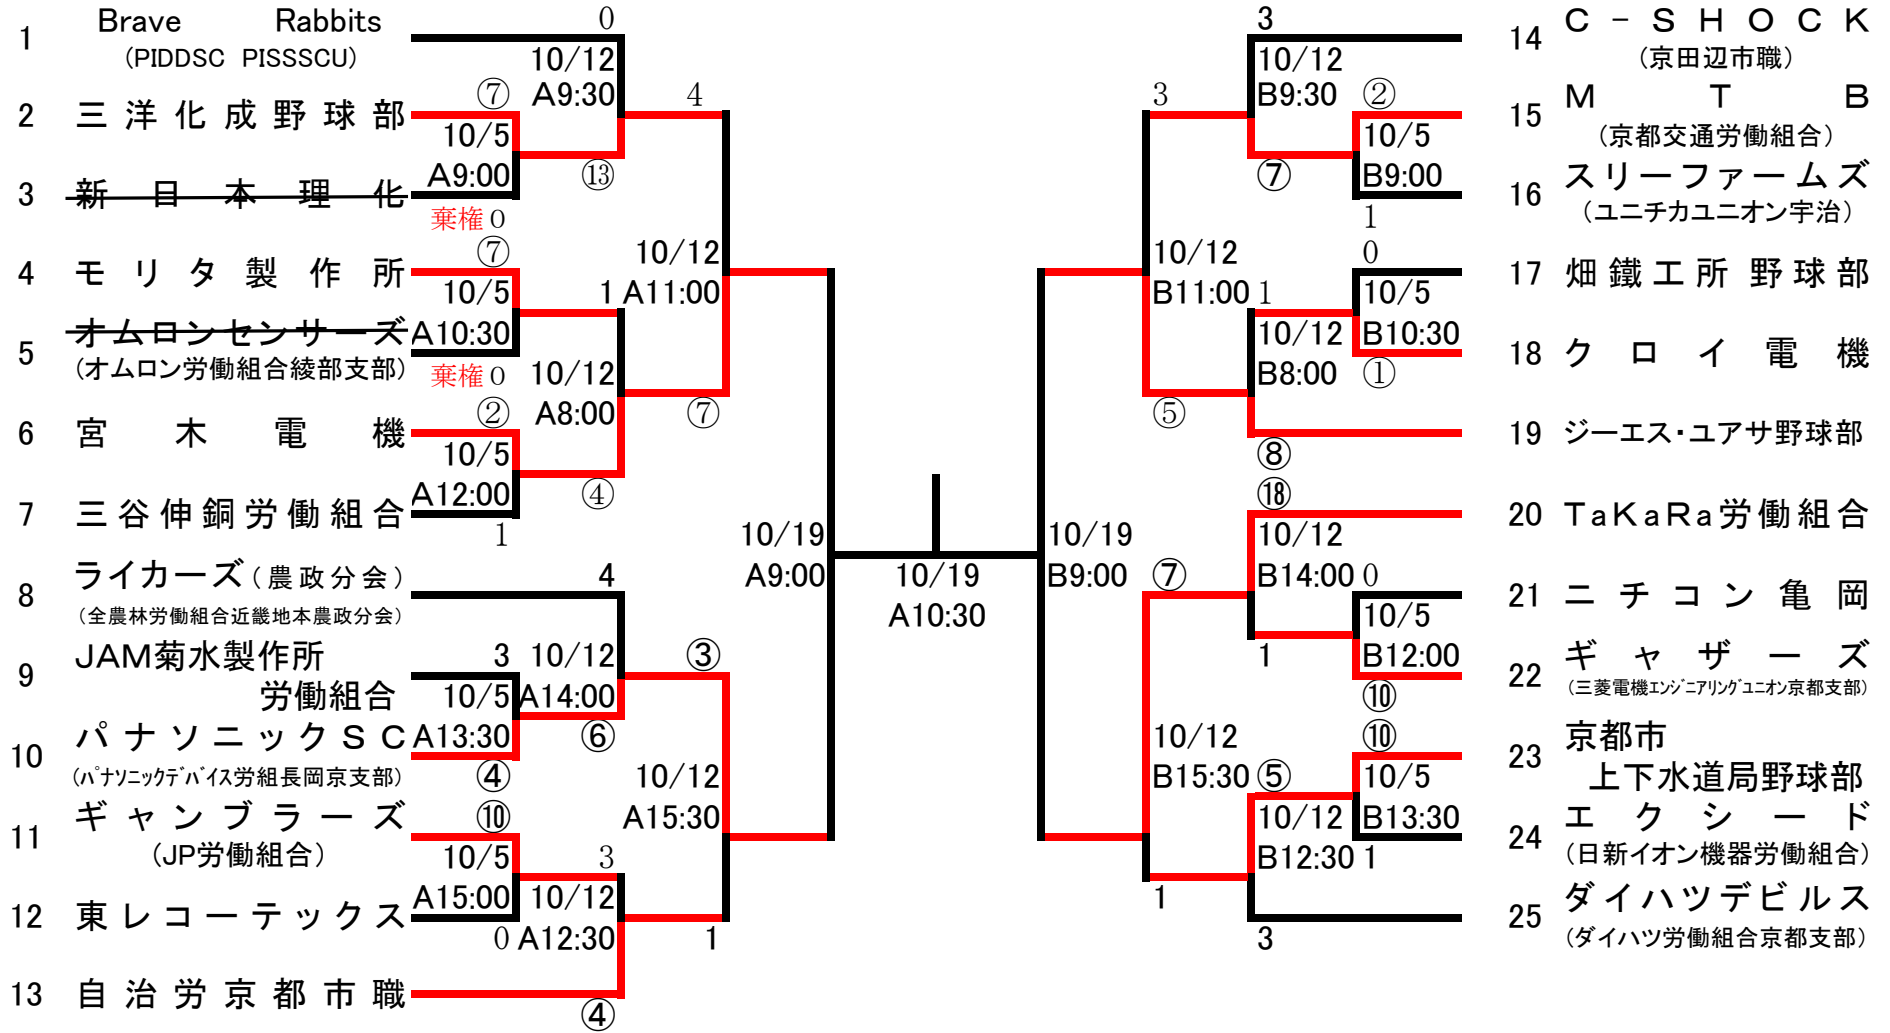 1 Brave Rabbits 0
(PIDDSC PISSSCU)
10/12
A9:30
⑦
2 三洋化成野球部
10/5
A9:00
⑬
4
3 新日本理化
棄権 0
⑦
4 モリタ製作所
10/5
A10:30
1
10/12
A11:00
5 オムロンセンサーズ
(オムロン労働組合綾部支部)
棄権 0
10/12
A8:00
②
⑦
6 宮木電機
10/5
A12:00
④
7 三谷伸銅労働組合
1
10/19
A9:00
8 ライカーズ(農政分会)
4
(全農林労働組合近畿地本農政分会)
9 JAM菊水製作所
労働組合
3
10/12
A14:00
③
10/5
A13:30
10 パナソニックSC
(パナソニックデバイス労組長岡京支部)
④
⑥
10/12
A15:30
11 ギャンブラーズ
(JP労働組合)
⑩
10/5
A15:00
3
12 東レコーテックス
0
10/12
A12:30
1
13 自治労京都市職
④
10/19
A10:30
3
14 C-SHOCK
(京田辺市職)
10/12
B9:30
3
②
15 MTB
(京都交通労働組合)
10/5
B9:00
⑦
16 スリーファームズ
(ユニチカユニオン宇治)
1
10/12
B11:00
0
17 畑鐵工所野球部
10/5
B10:30
1
10/12
B8:00
18 クロイ電機
①
⑤
19 ジーエス・ユアサ野球部
⑧
⑱
20 TaKaRa労働組合
10/12
B14:00
10/19
B9:00
⑦
0
21 ニチコン亀岡
10/5
B12:00
1
22 ギャザーズ
(三菱電機エンジニアリングユニオン京都支部)
⑩
10/12
B15:30
⑩
23 京都市
上下水道局野球部
10/5
B13:30
⑤
24 エクシード
(日新イオン機器労働組合)
1
10/12
B12:30
1
25 ダイハツデビルス
(ダイハツ労働組合京都支部)
3